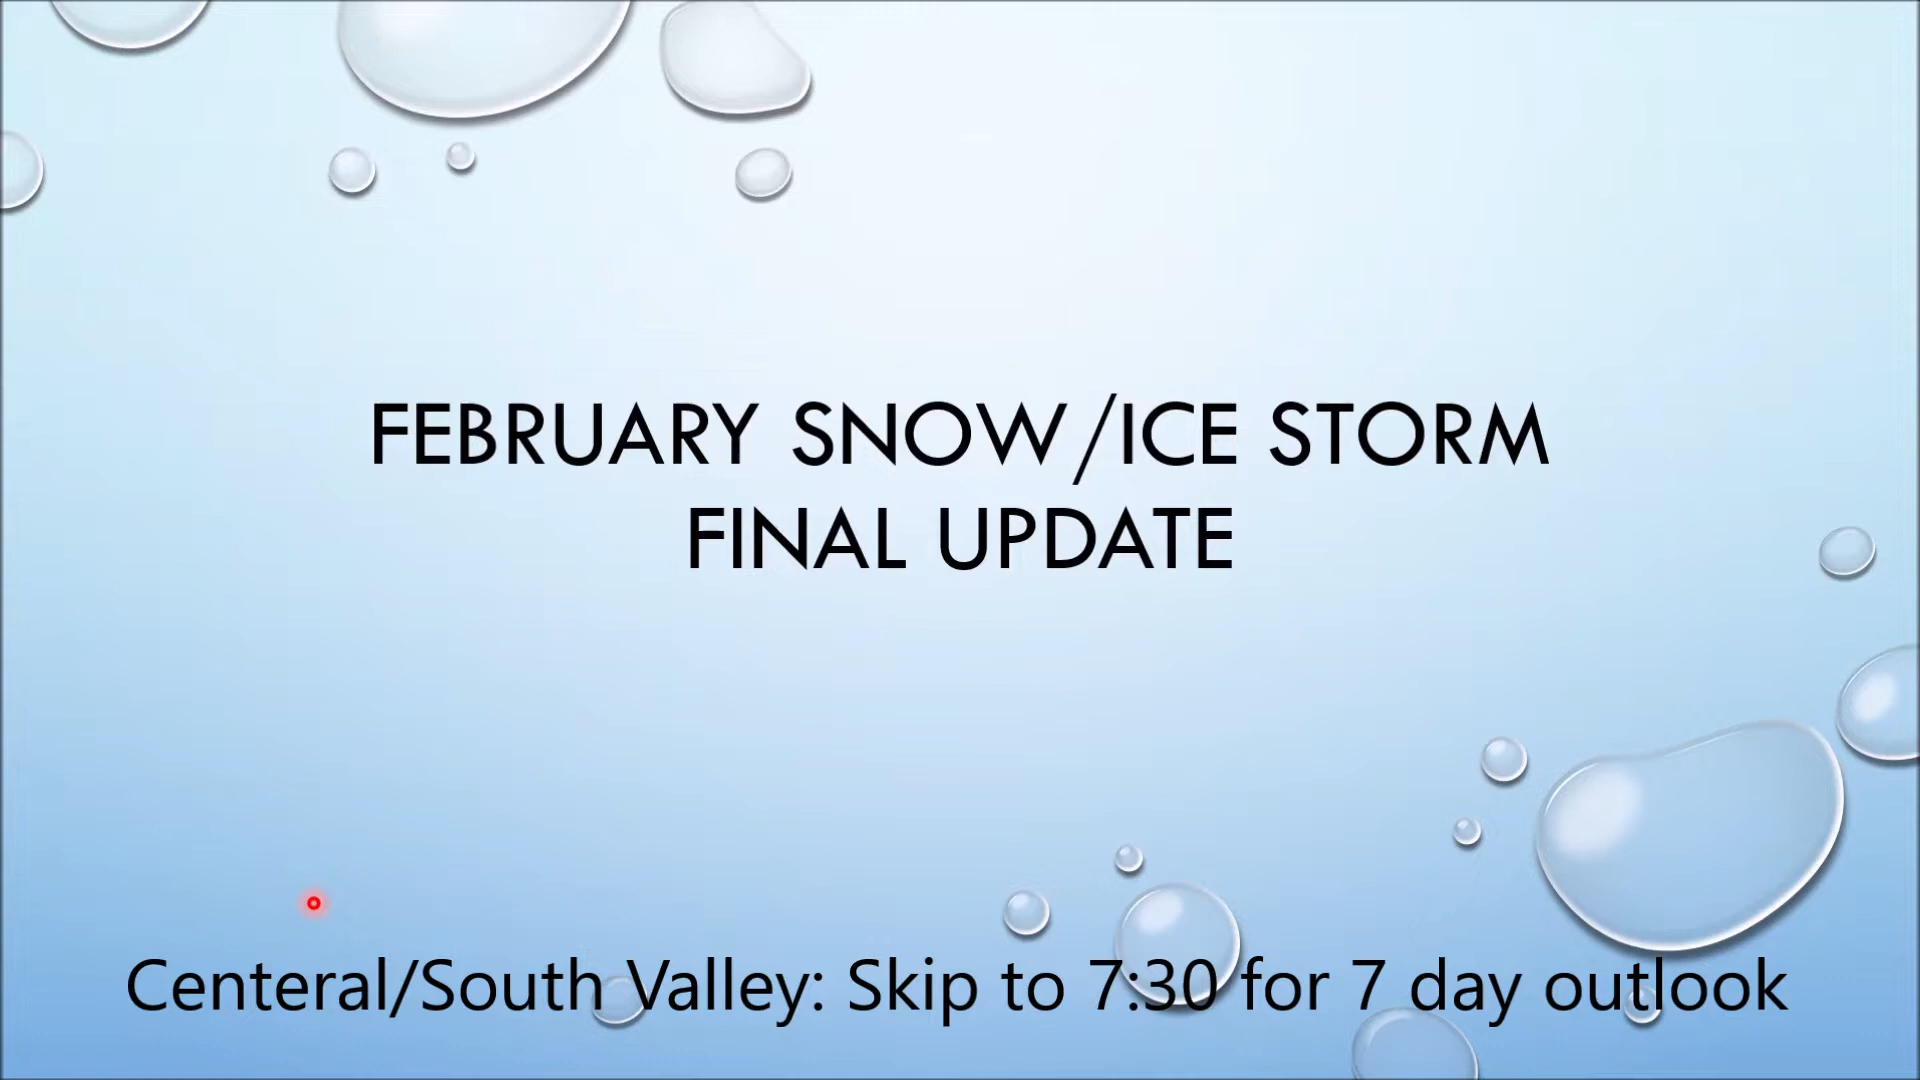 FEBRUARY SNOW/ICE STORM
FINAL UPDATE
Centeral/South Valley: Skip to 7:30 for 7 day outlook